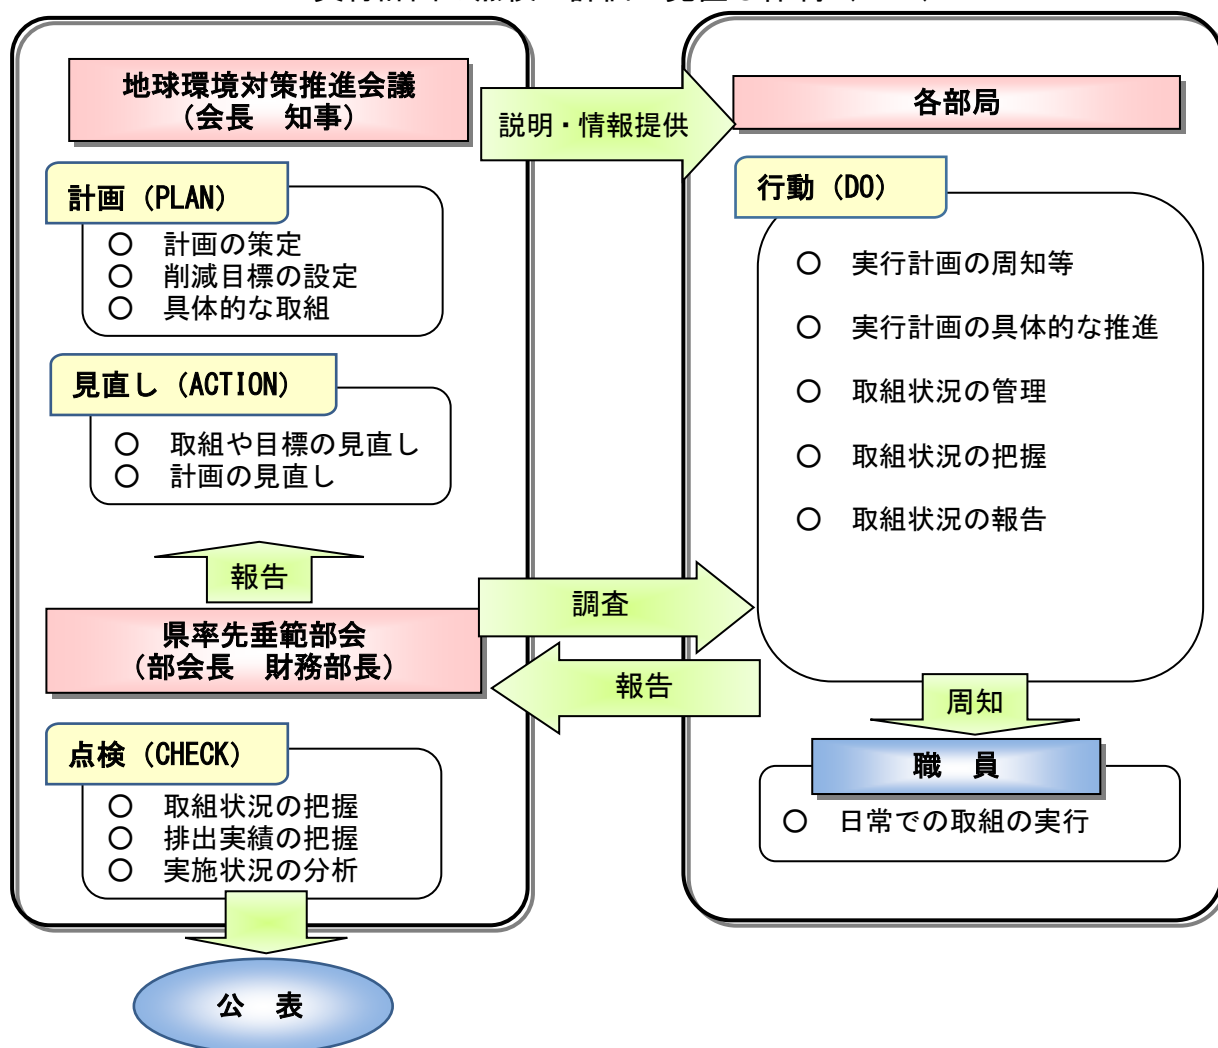 地球環境対策推進会議
（会長　知事）
計画（PLAN）
〇　計画の策定
〇　削減目標の設定
〇　具体的な取組
見直し（ACTION）
〇　取組や目標の見直し
〇　計画の見直し
報告
県率先垂範部会
（部会長　財務部長）
点検（CHECK）
〇　取組状況の把握
〇　排出実績の把握
〇　実施状況の分析
公　表
説明・情報提供
調査
報告
各部局
行動（DO）
〇　実行計画の周知等
〇　実行計画の具体的な推進
〇　取組状況の管理
〇　取組状況の把握
〇　取組状況の報告
周知
職　員
〇　日常での取組の実行